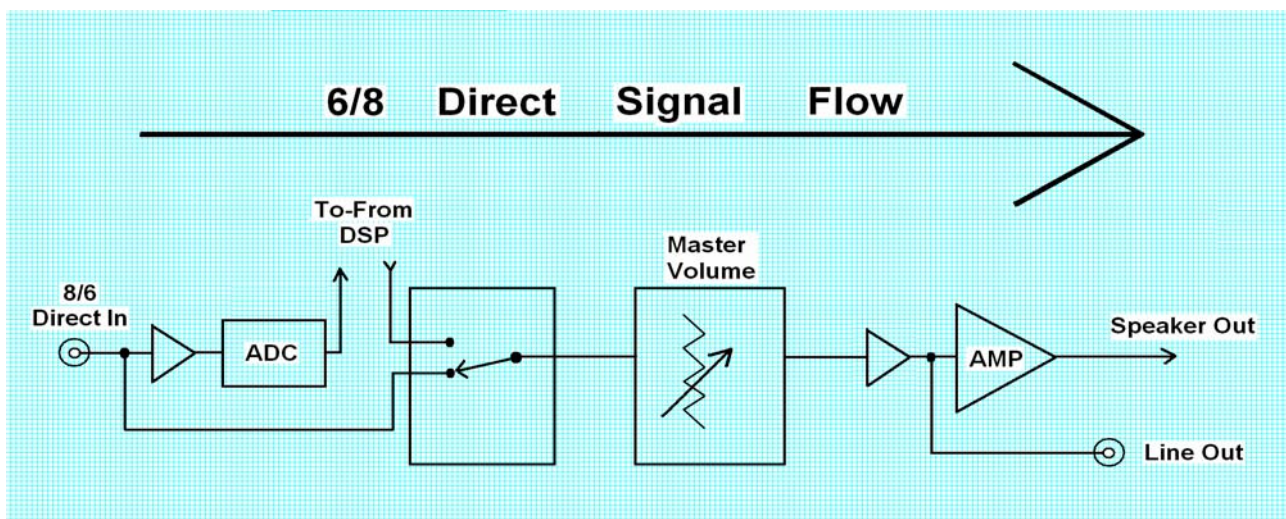 6/8 Direct Signal Flow
To-From
DSP
Master
Volume
8/6
Direct In
ADC
Speaker Out
AMP
Line Out